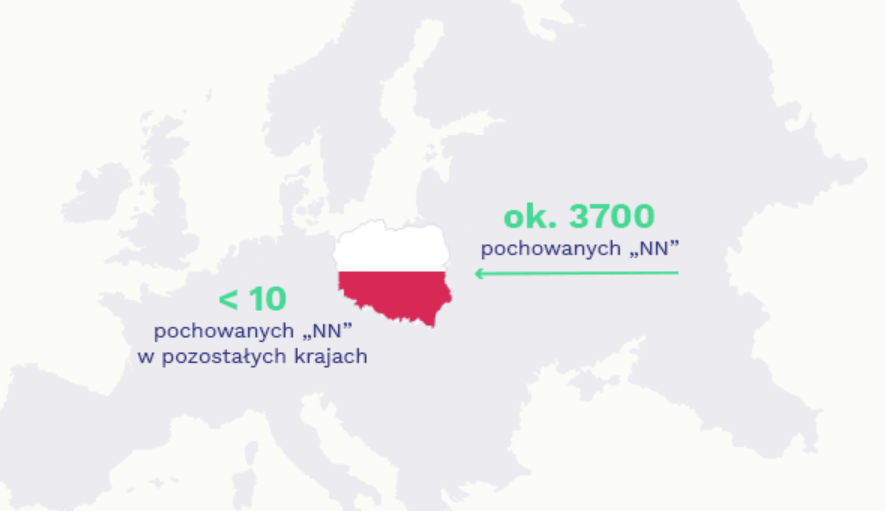 ok. 3700
pochowanych „NN”
< 10
pochowanych „NN”
w pozostałych krajach